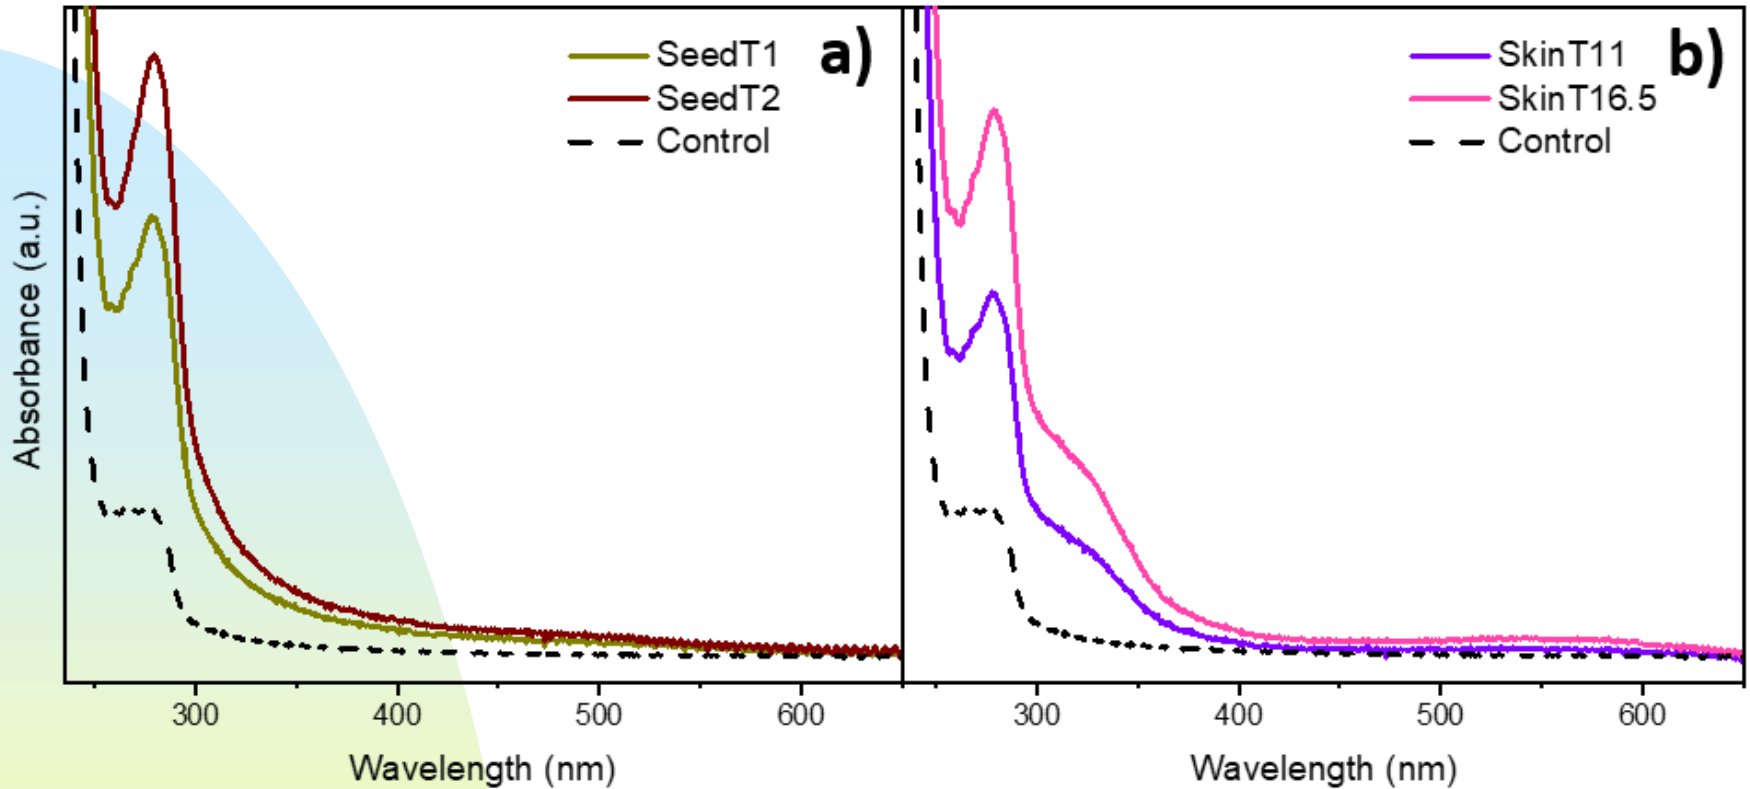 SeedT1
SeedT2
Control
a)
Absorbance (a.u.)
300
400
500
600
Wavelength (nm)
SkinT11
SkinT16.5
Control
b)
300
400
500
600
Wavelength (nm)